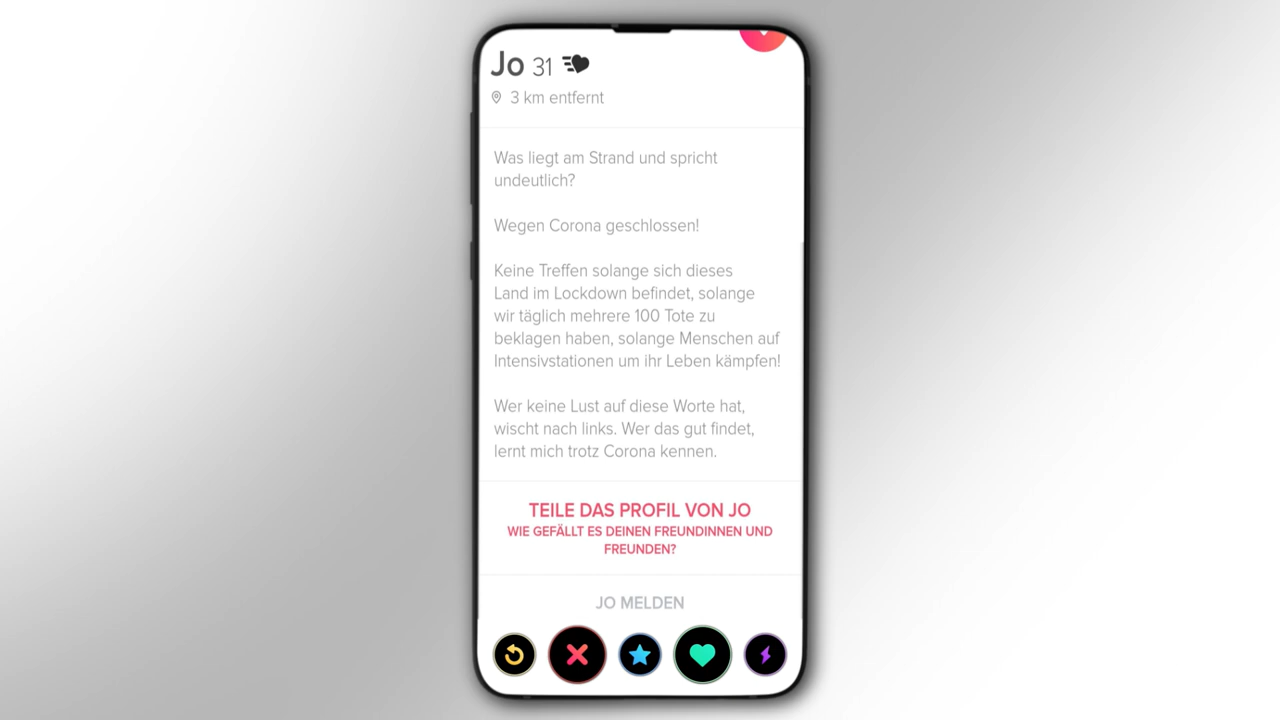 Jo 31
3 km entfernt
Was liegt am Strand und spricht
undeutlich?
Wegen Corona geschlossen!
Keine Treffen solange sich dieses
Land im Lockdown befindet, solange
wir täglich mehrere 100 Tote zu
beklagen haben, solange Menschen auf
Intensivstationen um ihr Leben kämpfen!
Wer keine Lust auf diese Worte hat,
wischt nach links. Wer das gut findet,
lernt mich trotz Corona kennen.
TEILE DAS PROFIL VON JO
WIE GEFÄLLT ES DEINEN FREUNDINNEN UND
FREUNDEN?
JO MELDEN